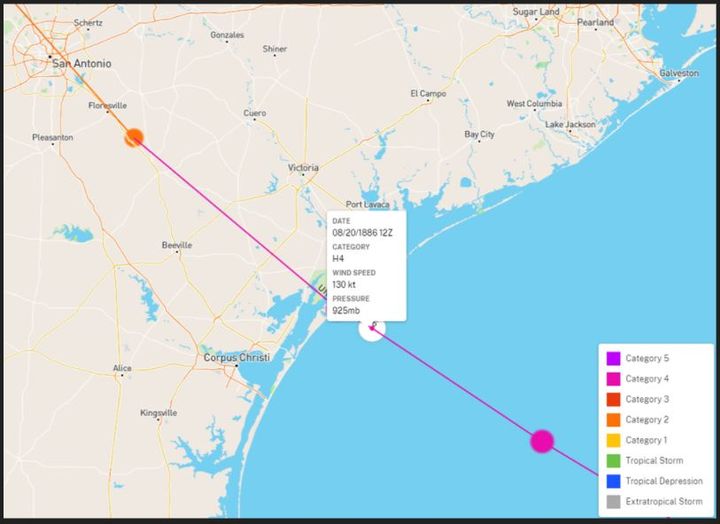 Sugar Land
Pearland
Schertz
Gonzales
Shiner
San Antonio
Galveston
El Campo
Floresville
West Columbia
Cuero
Lake Jackson
Pleasanton
Bay City
Victoria
Port Lavaca
DATE
08/20/1886 12Z
CATEGORY
H4
WIND SPEED
130 kt
PRESSURE
925mb
Beeville
Corpus Christi
Alice
Kingsville
Category 5
Category 4
Category 3
Category 2
Category 1
Tropical Storm
Tropical Depression
Extratropical Storm